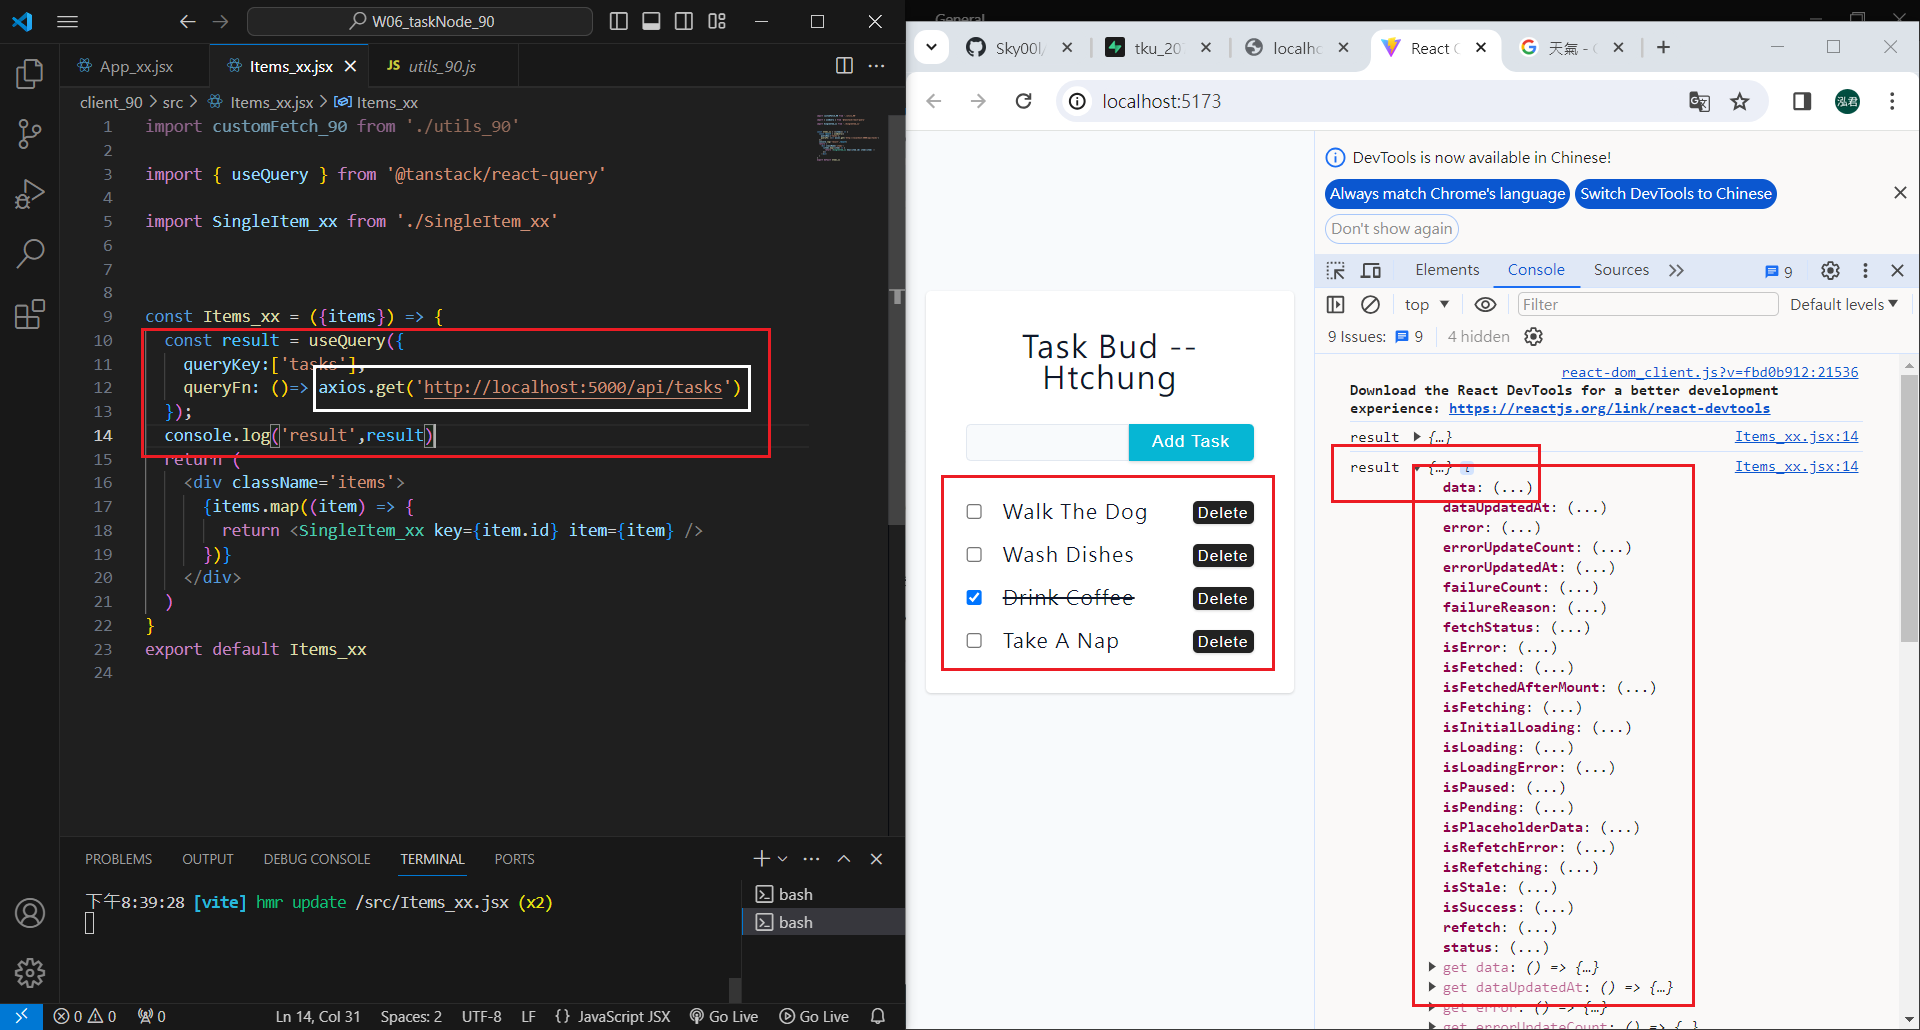 W06_taskNode_90
App_xx.jsx
Items_xx.jsx
JS utils_90.js
client_90 > src > Items_xx.jsx > Items_xx
1 import customFetch_90 from './utils_90'
2
3 import { useQuery } from '@tanstack/react-query'
4
5 import SingleItem_xx from './SingleItem_xx'
6
7
8
9 const Items_xx = ({items}) => {
10 const result = useQuery({
11 queryKey:['tasks'],
12 queryFn: ()=> axios.get('http://localhost:5000/api/tasks')
13 });
14 console.log('result',result)
15 return (
16 <div className='items'>
17 {items.map((item) => {
18 return <SingleItem_xx key={item.id} item={item} />
19 })}
20 </div>
21 )
22 }
23 export default Items_xx
24
PROBLEMS OUTPUT DEBUG CONSOLE TERMINAL PORTS
下午8:39:28 [vite] hmr update /src/Items_xx.jsx (x2)
bash
bash
0 0 0 Ln 14, Col 31 Spaces: 2 UTF-8 LF {} JavaScript JSX Go Live Go Live
General
Sky00l/
tku_20
localho
React
天氣 -
localhost:5173
泓君
Task Bud --
Htchung
Add Task
Walk The Dog Delete
Wash Dishes Delete
Drink Coffee Delete
Take A Nap Delete
DevTools is now available in Chinese!
Always match Chrome's language Switch DevTools to Chinese
Don't show again
Elements Console Sources 9
top Filter Default levels
9 Issues: 9 4 hidden
react-dom_client.js?v=fbd0b912:21536
Download the React DevTools for a better development
experience: https://reactjs.org/link/react-devtools
result {…} Items_xx.jsx:14
result {…} i Items_xx.jsx:14
data: (...)
dataUpdatedAt: (...)
error: (...)
errorUpdateCount: (...)
errorUpdatedAt: (...)
failureCount: (...)
failureReason: (...)
fetchStatus: (...)
isError: (...)
isFetched: (...)
isFetchedAfterMount: (...)
isFetching: (...)
isInitialLoading: (...)
isLoading: (...)
isLoadingError: (...)
isPaused: (...)
isPending: (...)
isPlaceholderData: (...)
isRefetchError: (...)
isRefetching: (...)
isStale: (...)
isSuccess: (...)
refetch: (...)
status: (...)
get data: () => {…}
get dataUpdatedAt: () => {…}
get error: () => {…}
get errorUpdateCount: () => {…}